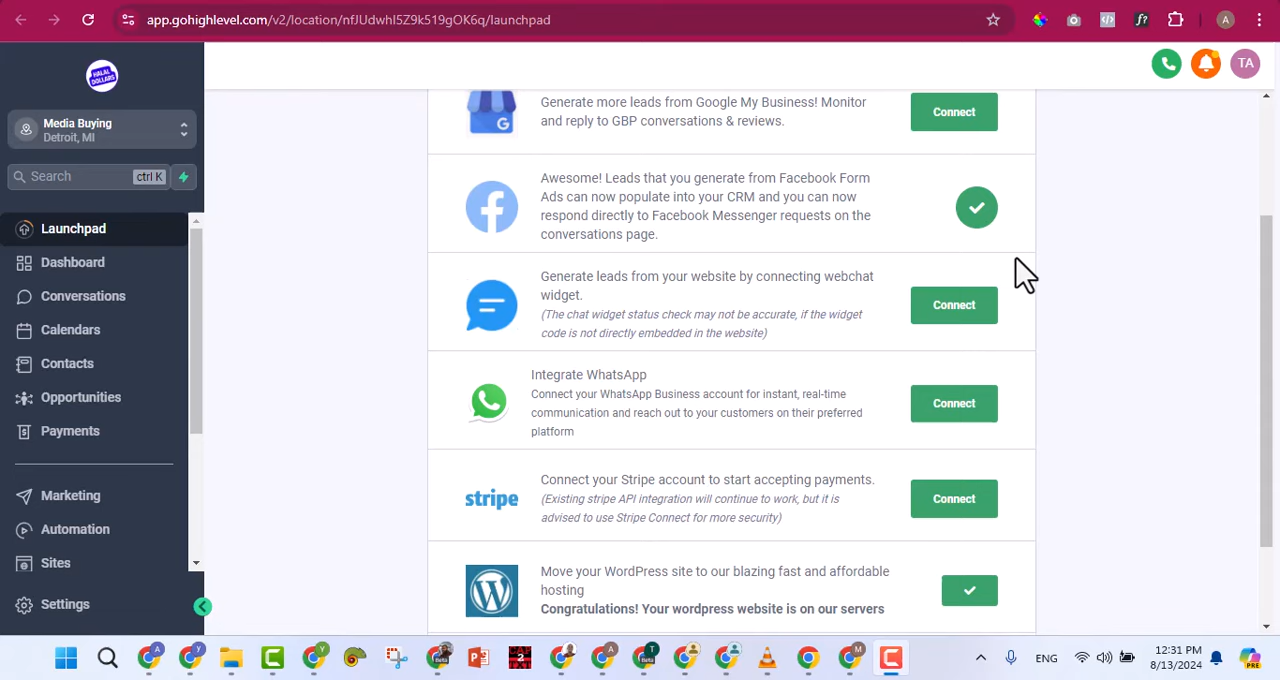 app.gohighlevel.com/v2/location/nfJUdwhI5Z9k519gOK6q/launchpad
f?
A
HALAL
DOLLARS
TA
Media Buying
Detroit, MI
Search
ctrl K
Launchpad
Dashboard
Conversations
Calendars
Contacts
Opportunities
Payments
Marketing
Automation
Sites
Settings
Generate more leads from Google My Business! Monitor
and reply to GBP conversations & reviews.
Connect
Awesome! Leads that you generate from Facebook Form
Ads can now populate into your CRM and you can now
respond directly to Facebook Messenger requests on the
conversations page.
Generate leads from your website by connecting webchat
widget.
(The chat widget status check may not be accurate, if the widget
code is not directly embedded in the website)
Connect
Integrate WhatsApp
Connect your WhatsApp Business account for instant, real-time
communication and reach out to your customers on their preferred
platform
Connect
stripe
Connect your Stripe account to start accepting payments.
(Existing stripe API integration will continue to work, but it is
advised to use Stripe Connect for more security)
Connect
Move your WordPress site to our blazing fast and affordable
hosting
Congratulations! Your wordpress website is on our servers
ENG
12:31 PM
8/13/2024